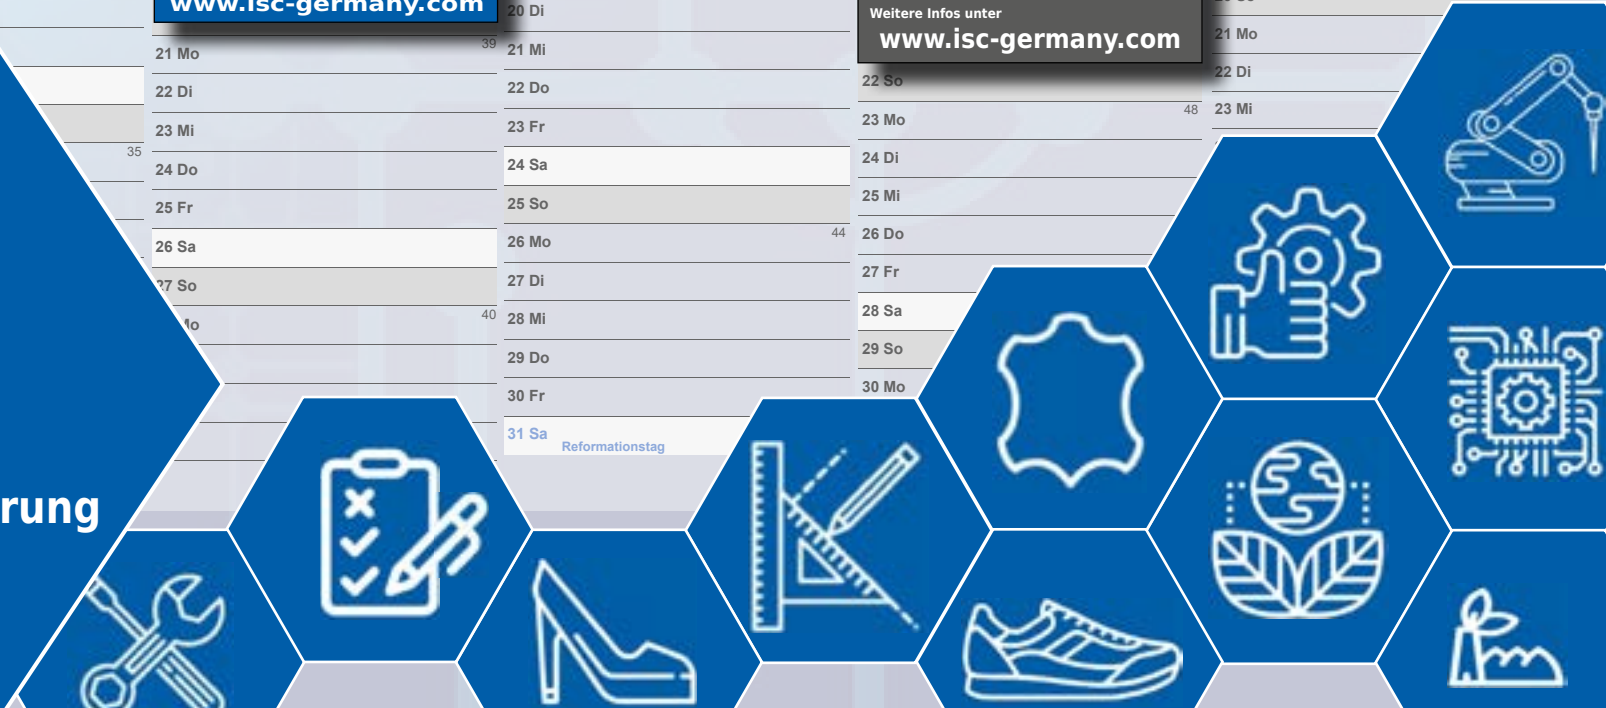 www.isc-germany.com
39
21 Mo
22 Di
23 Mi
24 Do
25 Fr
26 Sa
27 So
40
Mo
35
20 Di
21 Mi
22 Do
23 Fr
24 Sa
25 So
26 Mo
44
27 Di
28 Mi
29 Do
30 Fr
31 Sa
Reformationstag
Weitere Infos unter
www.isc-germany.com
22 So
23 Mo
48
24 Di
25 Mi
26 Do
27 Fr
28 Sa
29 So
30 Mo
21 Mo
22 Di
23 Mi
rung